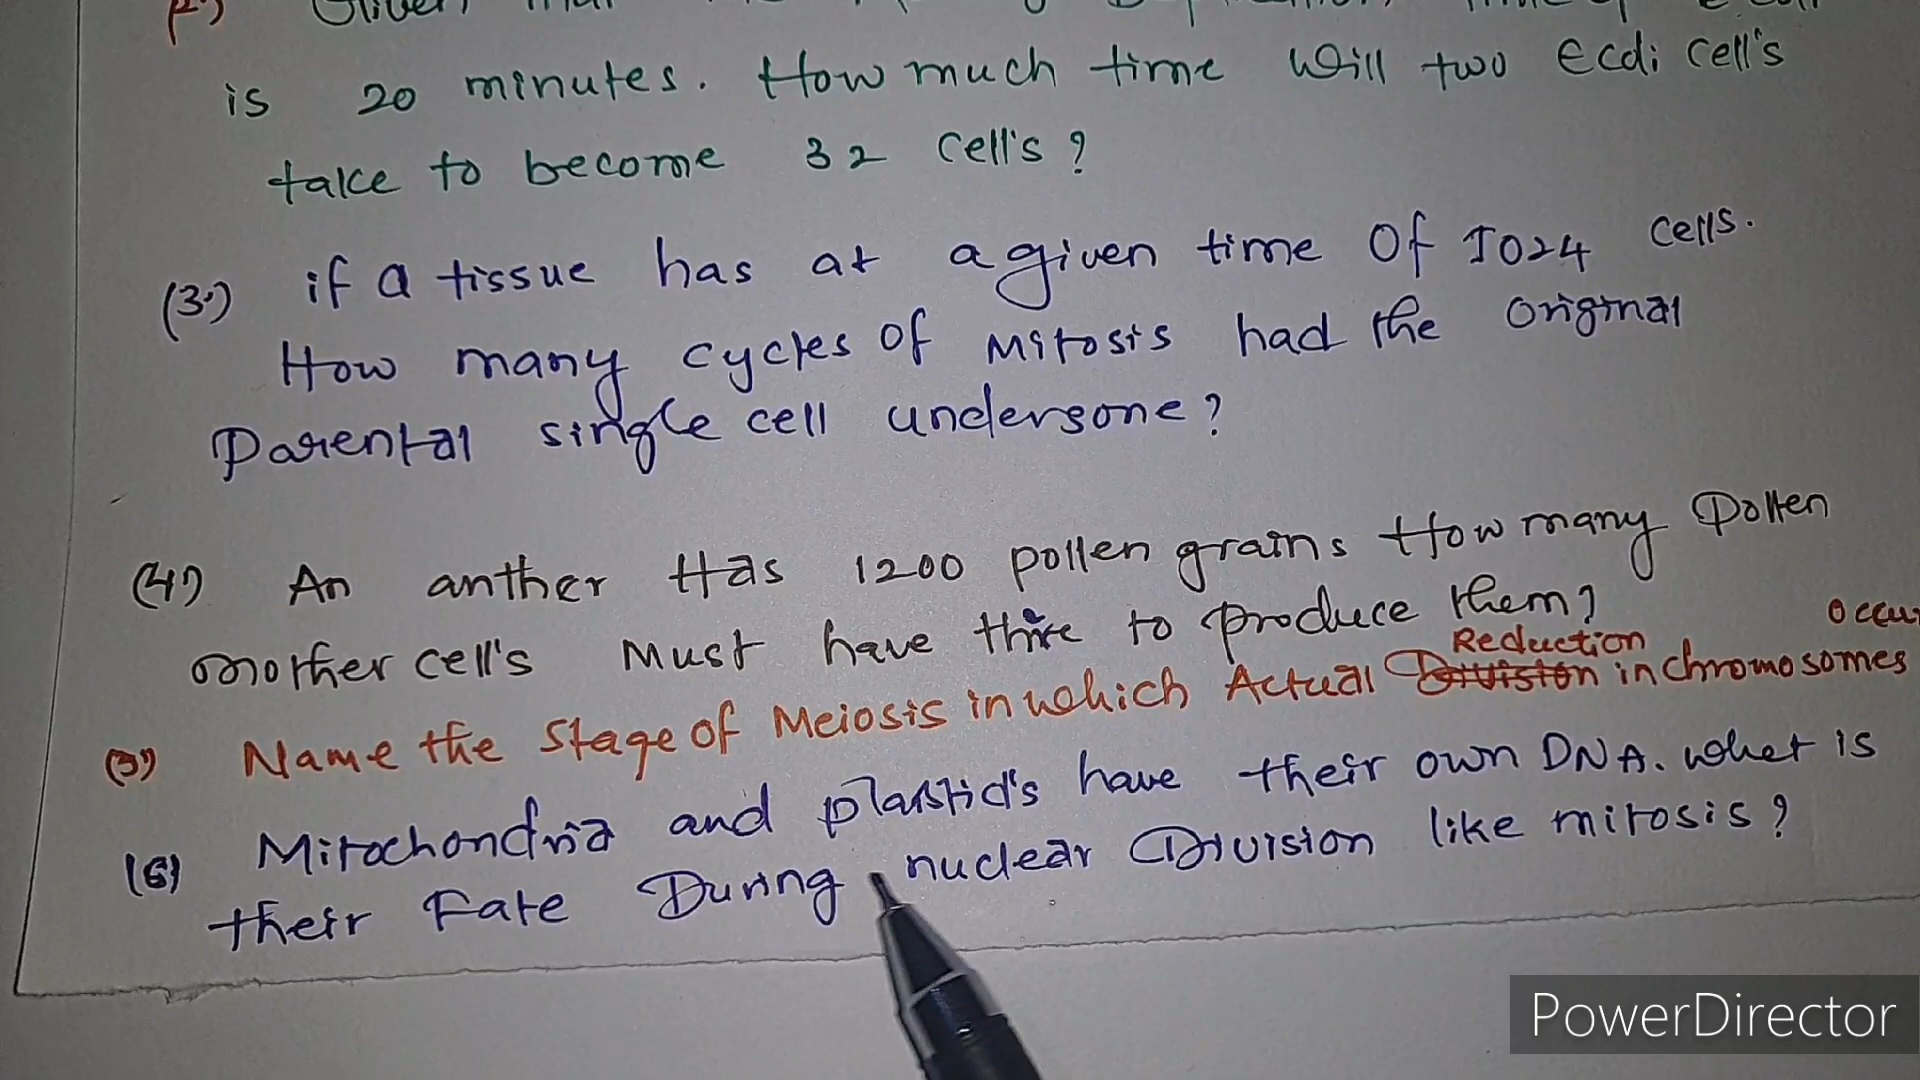 is 20 minutes. How much time will two Ecoli cell's
take to become 32 cell's?
(3.) if a tissue has at a given time Of 1024 cells.
How many cycles of mitosis had the original
Parental single cell undergone?
(4) An anther Has 1200 pollen grains How many Pollen
mother cell's Must have there to produce them?
Reduction occur
(5) Name the Stage of Meiosis in which Actual Division in chromosomes
(6) Mitochondria and plastid's have their own DNA. what is
their Fate During nuclear Division like mitosis?
PowerDirector